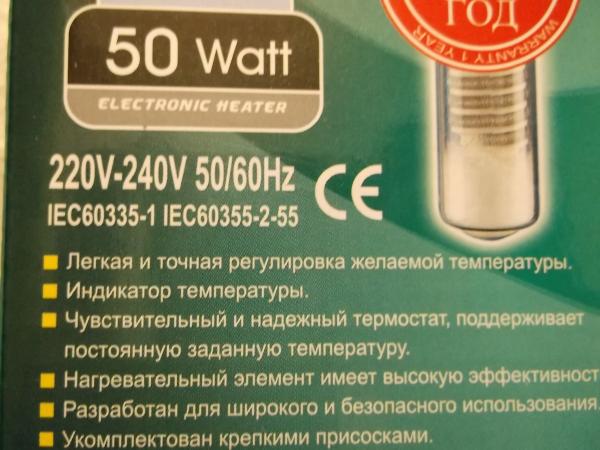 ГОД
WARRANTY 1 YEAR
50 Watt
ELECTRONIC HEATER
220V-240V 50/60Hz
CE
IEC60335-1 IEC60355-2-55
Легкая и точная регулировка желаемой температуры.
Индикатор температуры.
Чувствительный и надежный термостат, поддерживает
постоянную заданную температуру.
Нагревательный элемент имеет высокую эффективност
Разработан для широкого и безопасного использования.
Укомплектован крепкими присосками.